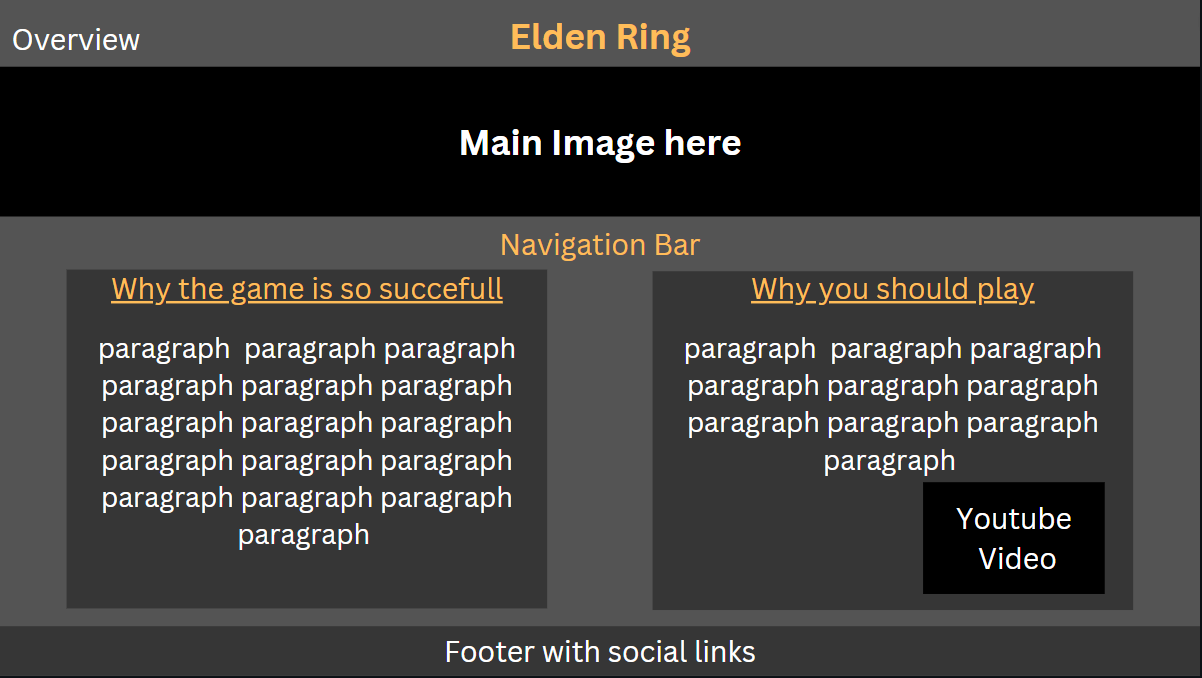 Overview
Elden Ring
Main Image here
Navigation Bar
Why the game is so succefull
paragraph  paragraph paragraph
paragraph paragraph paragraph
paragraph paragraph paragraph
paragraph paragraph paragraph
paragraph paragraph paragraph
paragraph
Why you should play
paragraph  paragraph paragraph
paragraph paragraph paragraph
paragraph paragraph paragraph
paragraph
Youtube
Video
Footer with social links